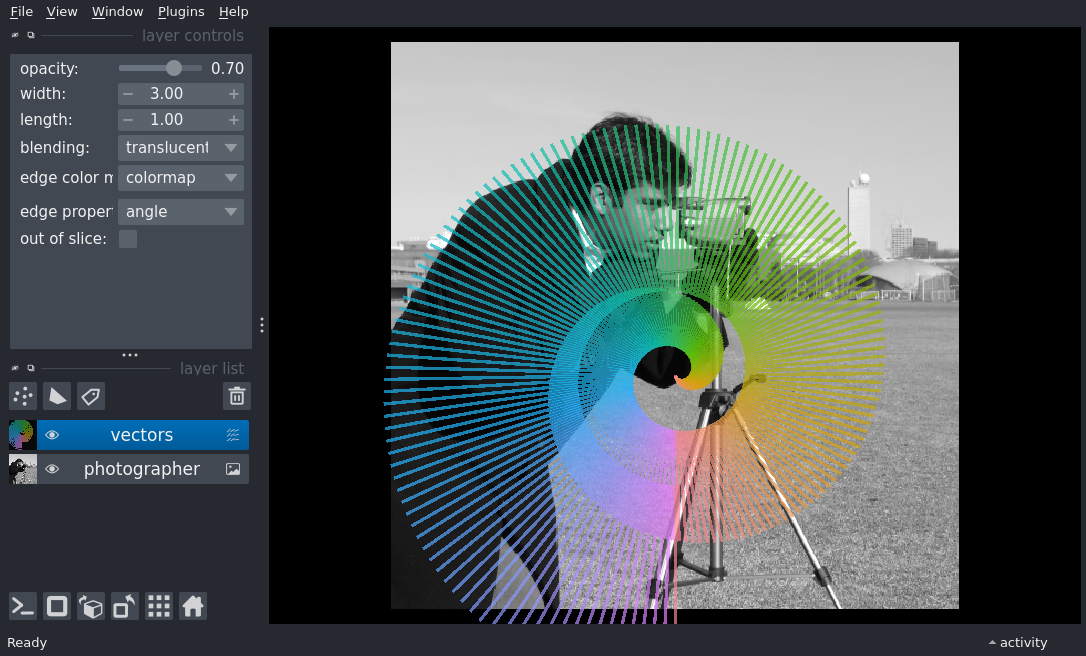 File View Window Plugins Help
layer controls
opacity: 0.70
width: 3.00
length: 1.00
blending: translucent
edge color m colormap
edge proper angle
out of slice:
layer list
vectors
photographer
Ready
activity